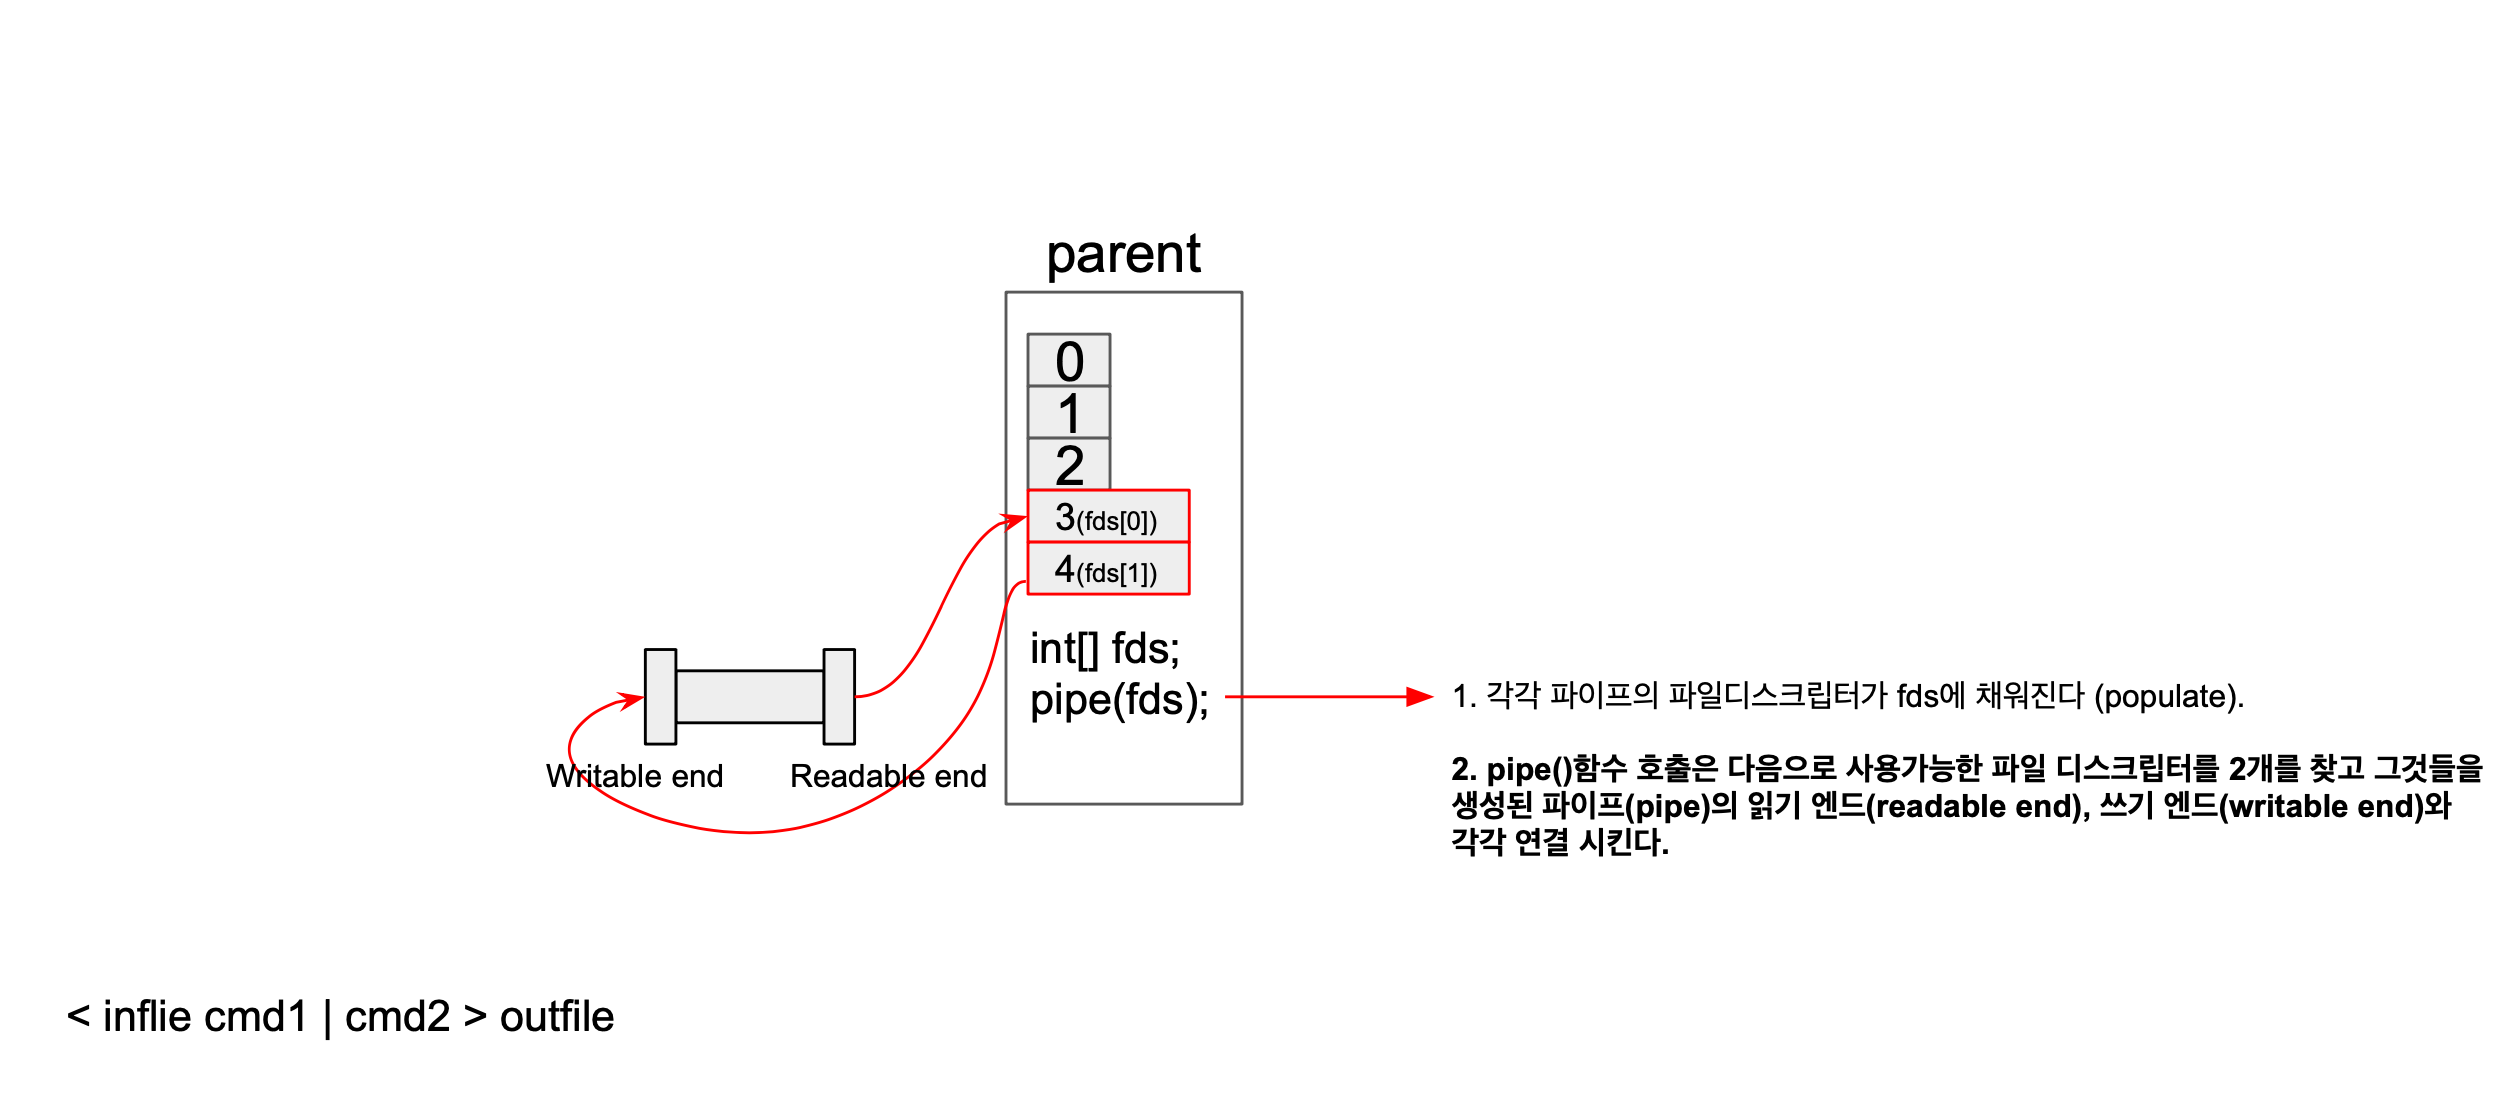 parent
0
1
2
3(fds[0])
4(fds[1])
int[] fds;
pipe(fds);
Writable end
Readable end
1. 각각 파이프의 파일디스크립터가 fds에 채워진다 (populate).
2. pipe()함수 호출은 다음으로 사용가능한 파일 디스크립터를 2개를 찾고 그것들을
생성된 파이프(pipe)의 읽기 엔드(readable end), 쓰기 엔드(writable end)와
각각 연결 시킨다.
< inflie cmd1 | cmd2 > outfile